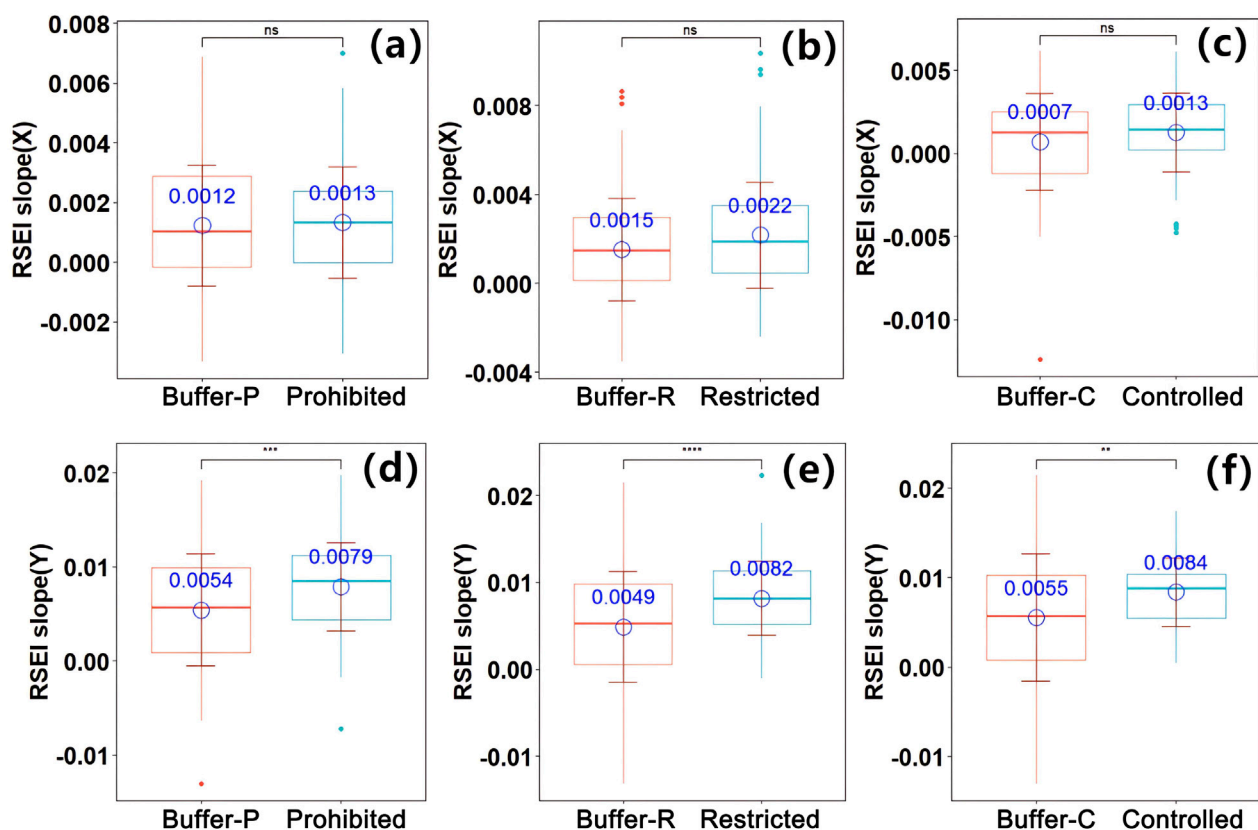 (a)
ns
RSEI slope(X)
0.008
0.006
0.004
0.002
0.000
-0.002
0.0012
0.0013
Buffer-P
Prohibited
(b)
ns
RSEI slope(X)
0.008
0.004
0.000
-0.004
0.0015
0.0022
Buffer-R
Restricted
(c)
ns
RSEI slope(X)
0.005
0.000
-0.005
-0.010
0.0007
0.0013
Buffer-C
Controlled
(d)
***
RSEI slope(Y)
0.02
0.01
0.00
-0.01
0.0054
0.0079
Buffer-P
Prohibited
(e)
****
RSEI slope(Y)
0.02
0.01
0.00
-0.01
0.0049
0.0082
Buffer-R
Restricted
(f)
**
RSEI slope(Y)
0.02
0.01
0.00
-0.01
0.0055
0.0084
Buffer-C
Controlled